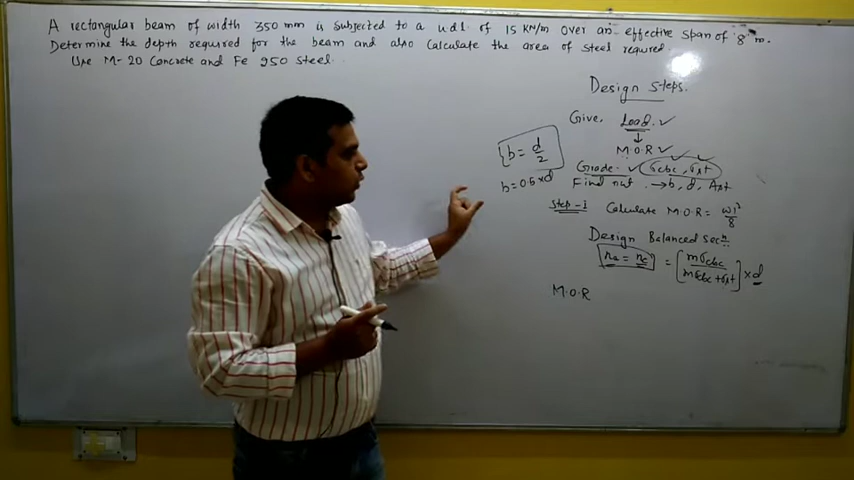 A rectangular beam of width 350 mm is subjected to a u.d.l of 15 KN/m over an effective span of '8' m.
Determine the depth required for the beam and also calculate the area of steel required.
Use M-20 Concrete and Fe 250 Steel.
Design Steps.
Give, Load. ✓
↓
M.O.R ✓
{b = d/2
Grade. ✓ σcbc, σst
b = 0.5 × d
Find out → b, d, Ast
Step-1 Calculate M.O.R = wl²/8
Design Balanced Secn:
na = nc = [mσcbc/mσcbc+σst] × d
M.O.R